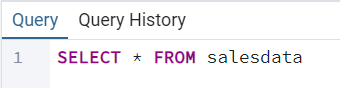 Query Query History
1 SELECT * FROM salesdata